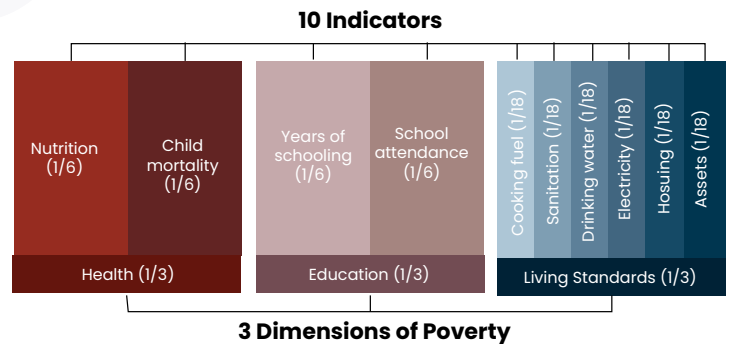 10 Indicators
Nutrition
(1/6)
Child
mortality
(1/6)
Years of
schooling
(1/6)
School
attendance
(1/6)
Cooking fuel (1/18)
Sanitation (1/18)
Drinking water (1/18)
Electricity (1/18)
Hosuing (1/18)
Assets (1/18)
Health (1/3)
Education (1/3)
Living Standards (1/3)
3 Dimensions of Poverty